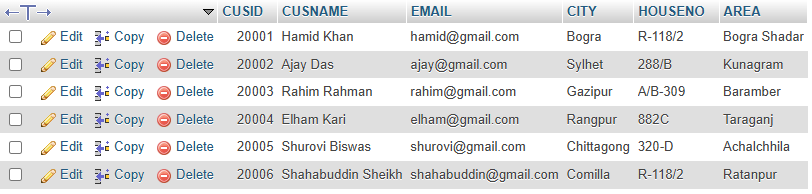 CUSID CUSNAME EMAIL CITY HOUSENO AREA
Edit Copy Delete 20001 Hamid Khan hamid@gmail.com Bogra R-118/2 Bogra Shadar
Edit Copy Delete 20002 Ajay Das ajay@gmail.com Sylhet 288/B Kunagram
Edit Copy Delete 20003 Rahim Rahman rahim@gmail.com Gazipur A/B-309 Baramber
Edit Copy Delete 20004 Elham Kari elham@gmail.com Rangpur 882C Taraganj
Edit Copy Delete 20005 Shurovi Biswas shurovi@gmail.com Chittagong 320-D Achalchhila
Edit Copy Delete 20006 Shahabuddin Sheikh shahabuddin@gmail.com Comilla R-118/2 Ratanpur